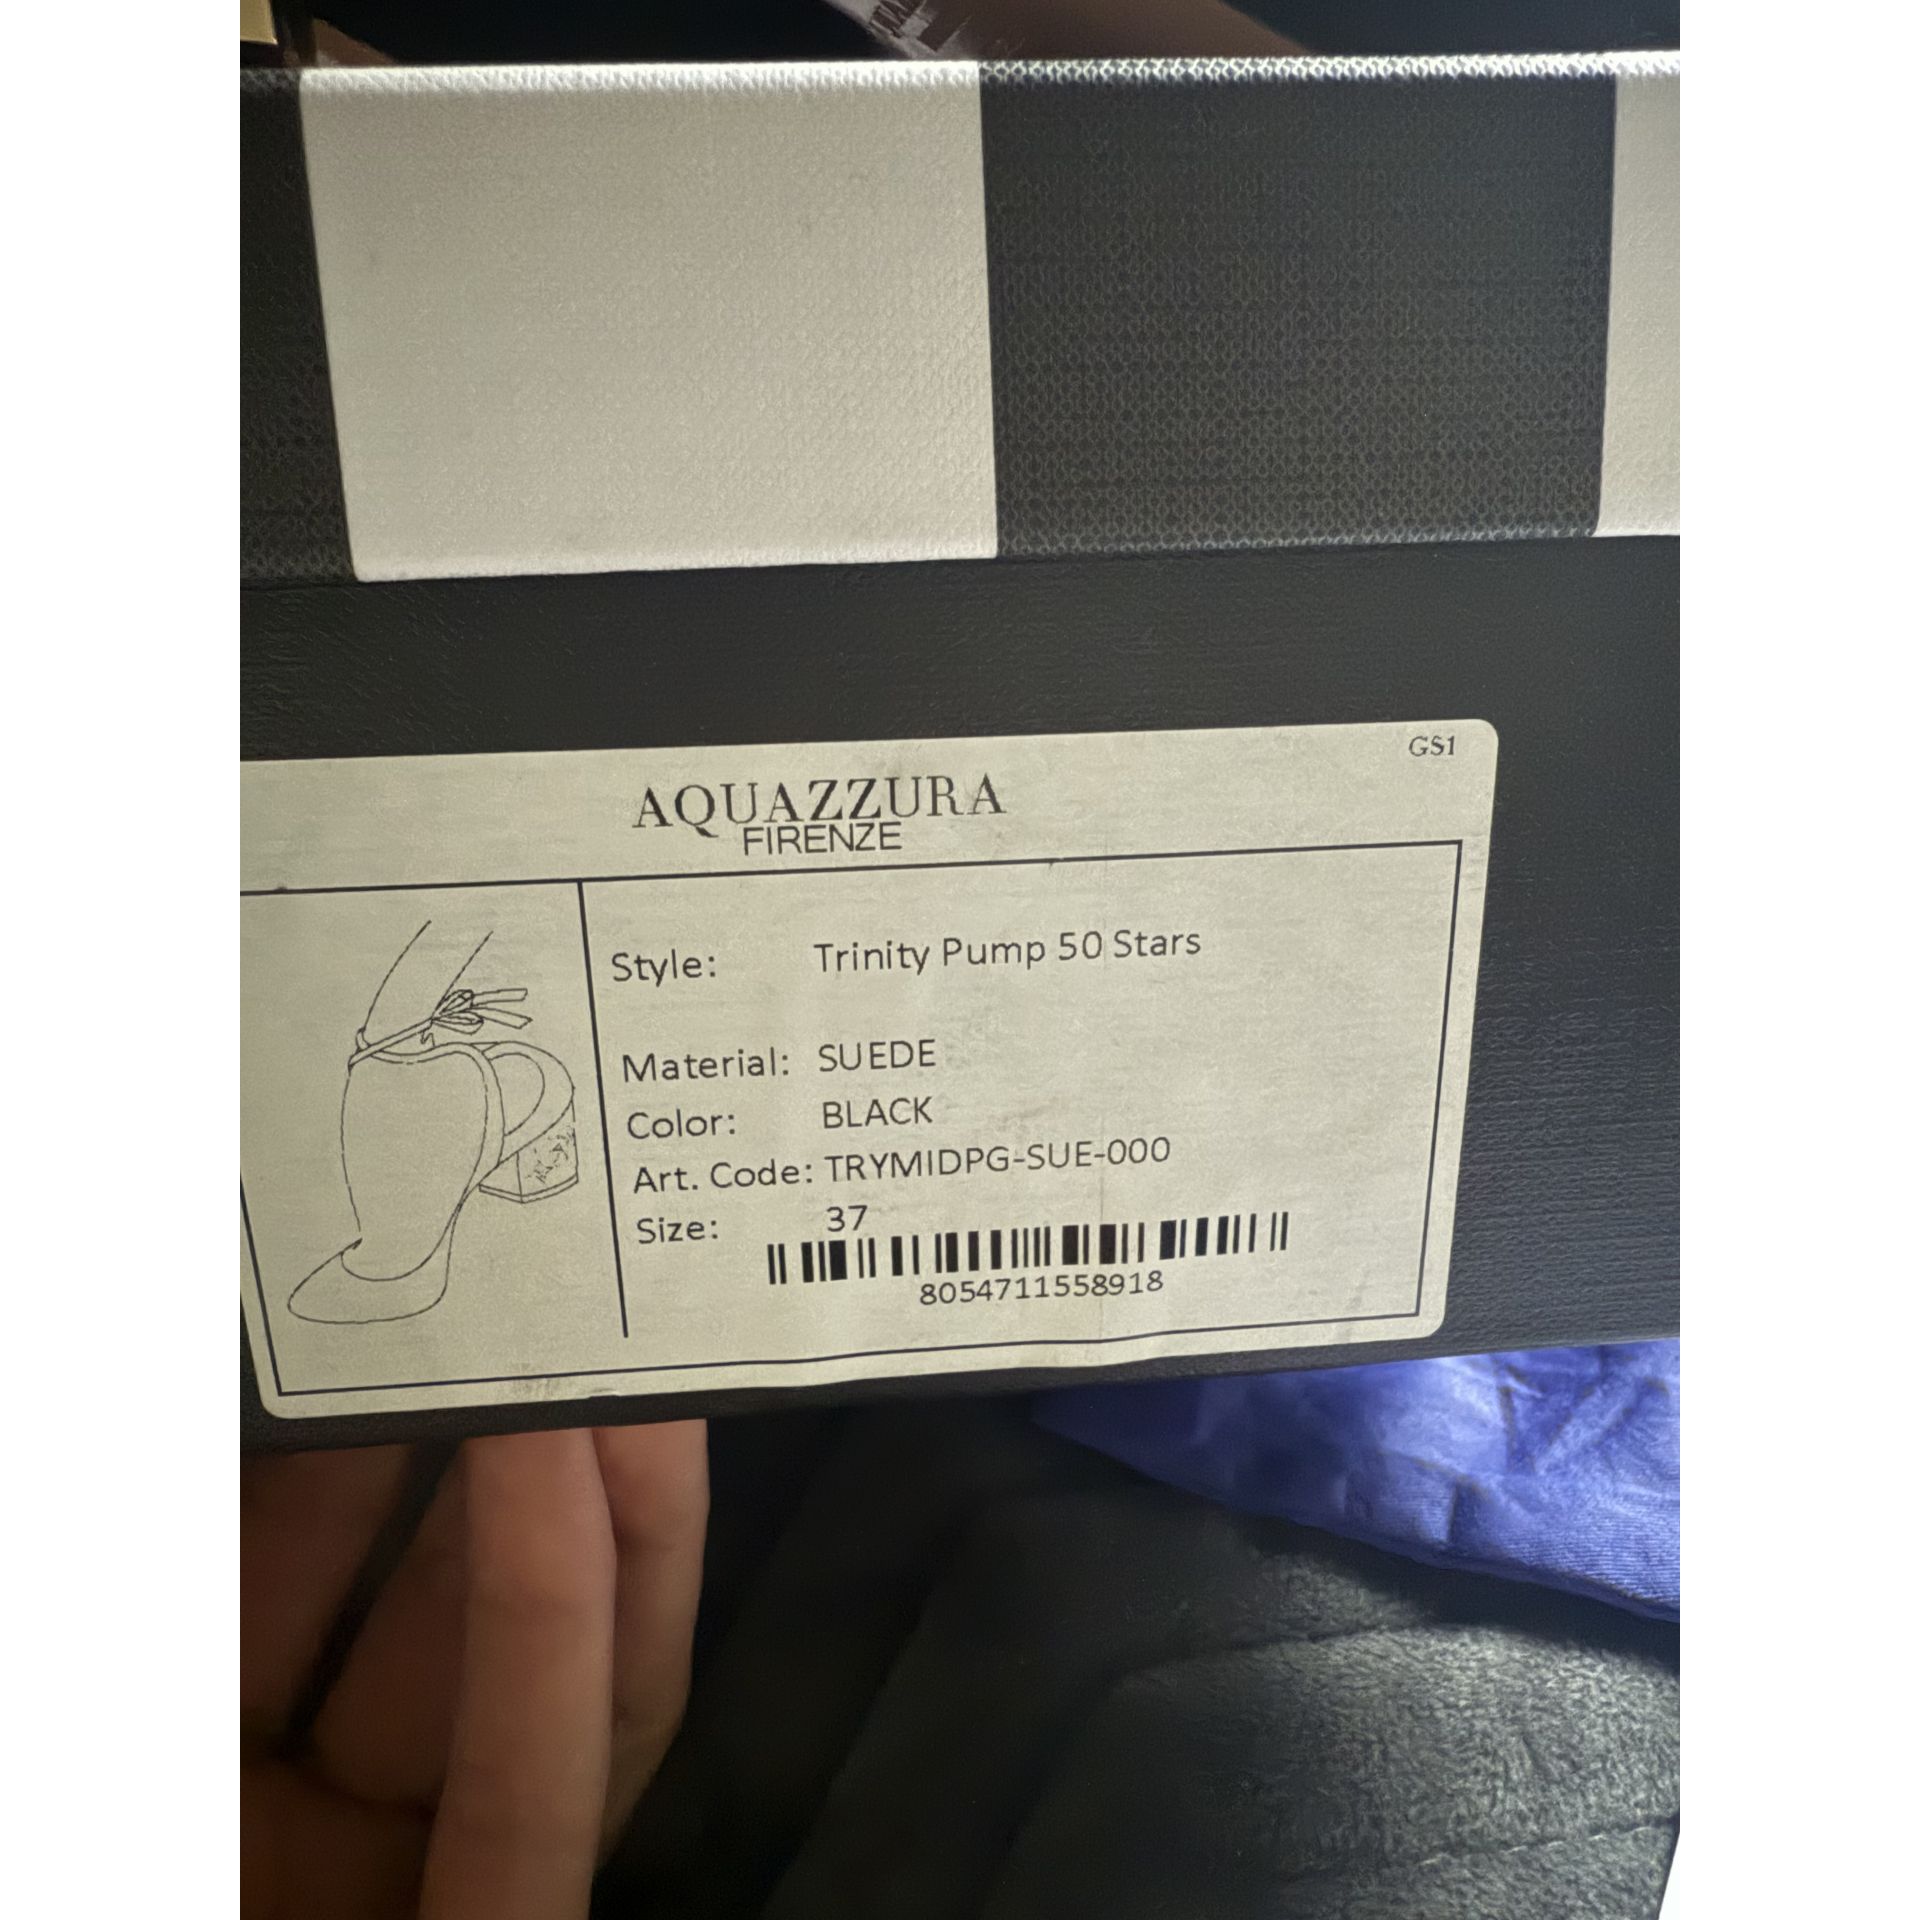 GS1
AQUAZZURA
FIRENZE
Style: Trinity Pump 50 Stars
Material: SUEDE
Color: BLACK
Art. Code: TRYMIDPG-SUE-000
Size: 37
8054711558918